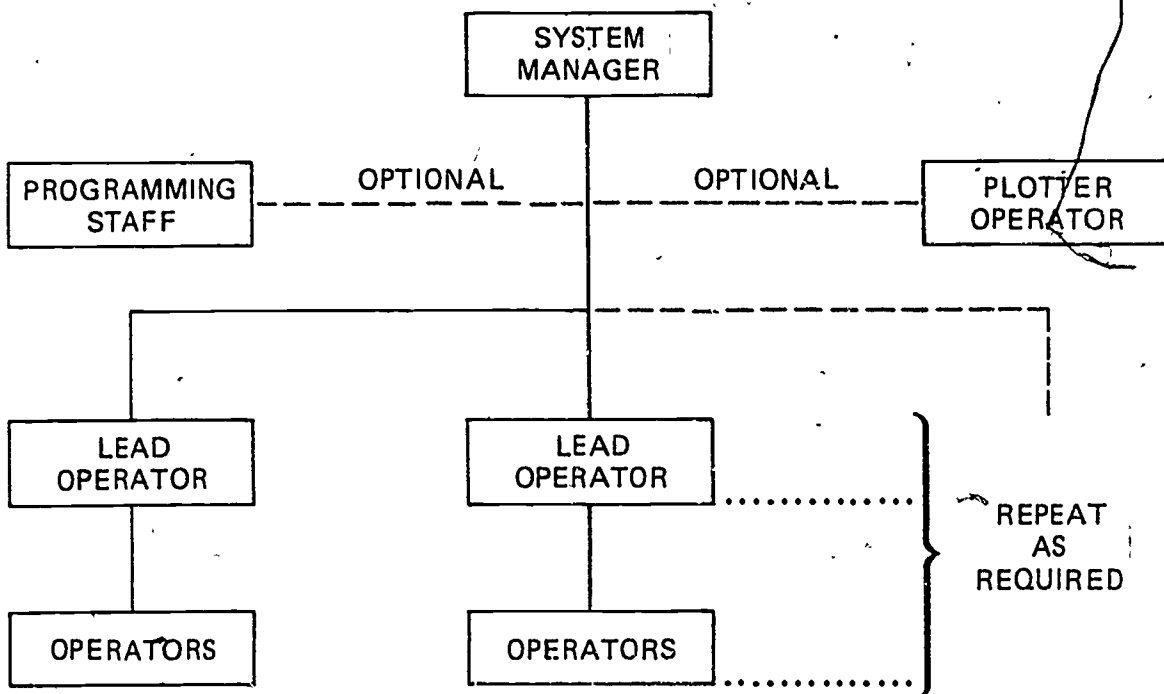 SYSTEM
MANAGER
PROGRAMMING
STAFF
OPTIONAL
OPTIONAL
PLOTTER
OPERATOR
LEAD
OPERATOR
LEAD
OPERATOR
REPEAT
AS
REQUIRED
OPERATORS
OPERATORS